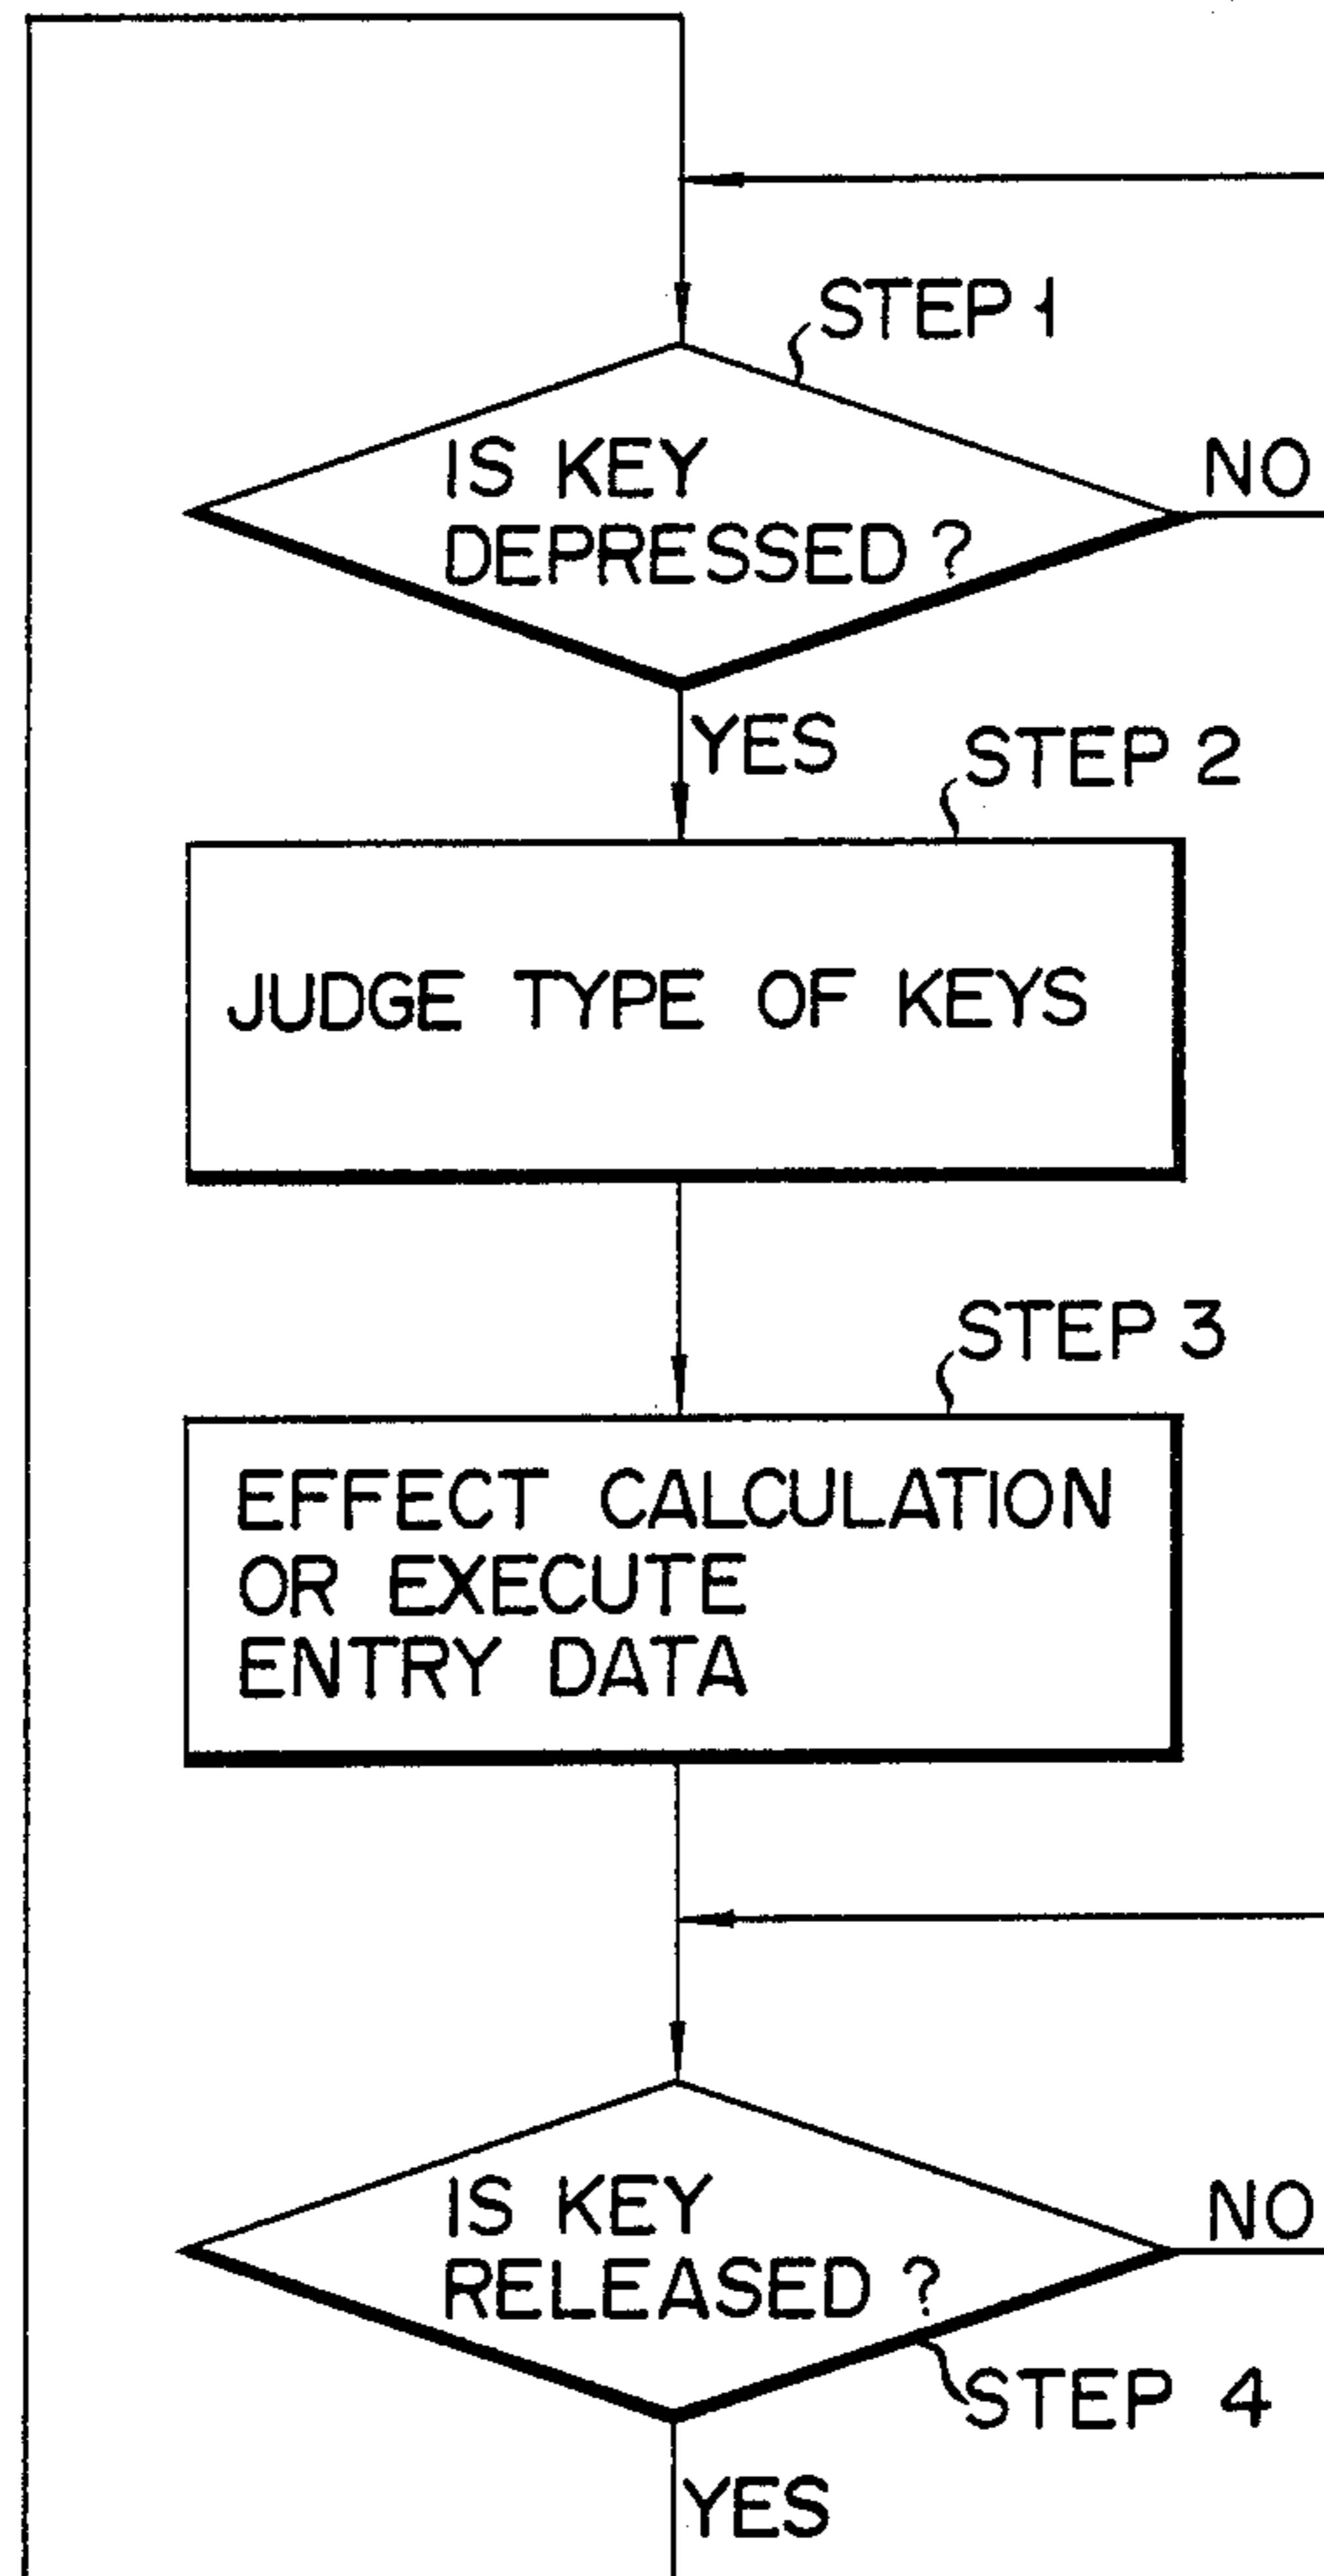 STEP 1
IS KEY
DEPRESSED ?
NO
YES
STEP 2
JUDGE TYPE OF KEYS
STEP 3
EFFECT CALCULATION
OR EXECUTE
ENTRY DATA
IS KEY
RELEASED ?
NO
STEP 4
YES